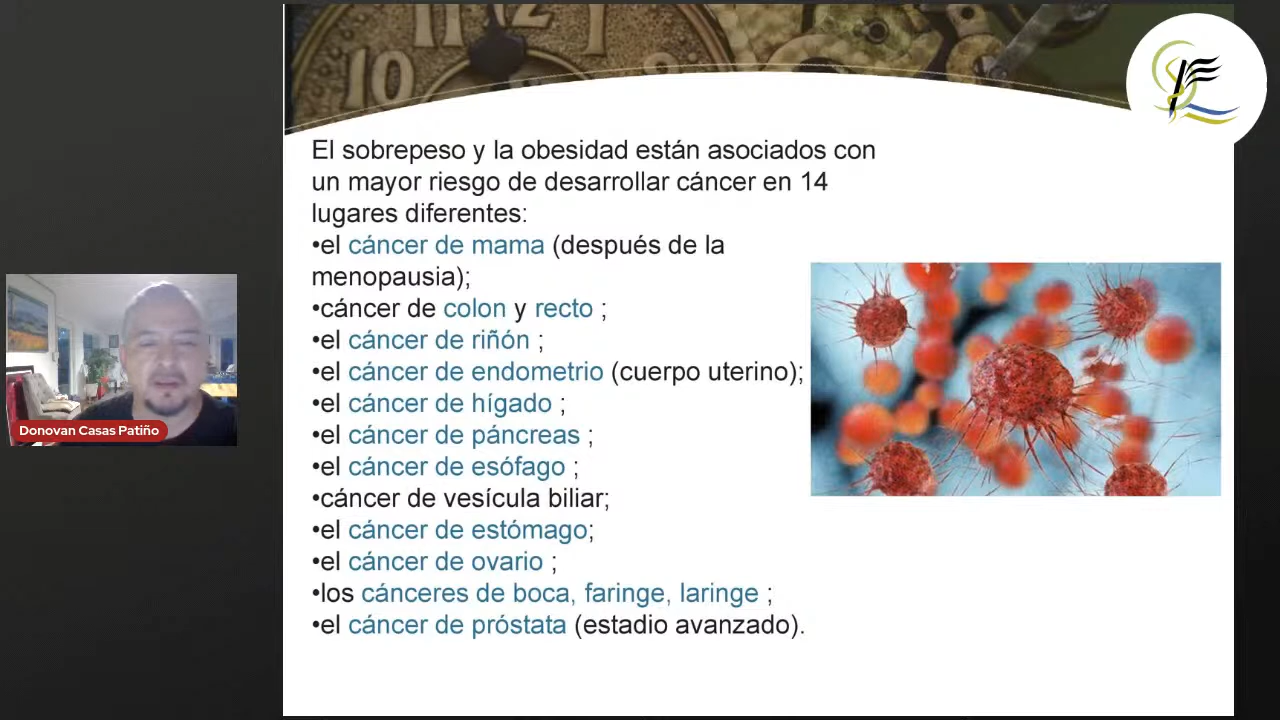 El sobrepeso y la obesidad están asociados con
un mayor riesgo de desarrollar cáncer en 14
lugares diferentes:
•el cáncer de mama (después de la
menopausia);
•cáncer de colon y recto ;
•el cáncer de riñón ;
•el cáncer de endometrio (cuerpo uterino);
•el cáncer de hígado ;
•el cáncer de páncreas ;
•el cáncer de esófago ;
•cáncer de vesícula biliar;
•el cáncer de estómago;
•el cáncer de ovario ;
•los cánceres de boca, faringe, laringe ;
•el cáncer de próstata (estadio avanzado).
Donovan Casas Patiño
11
1
10
2